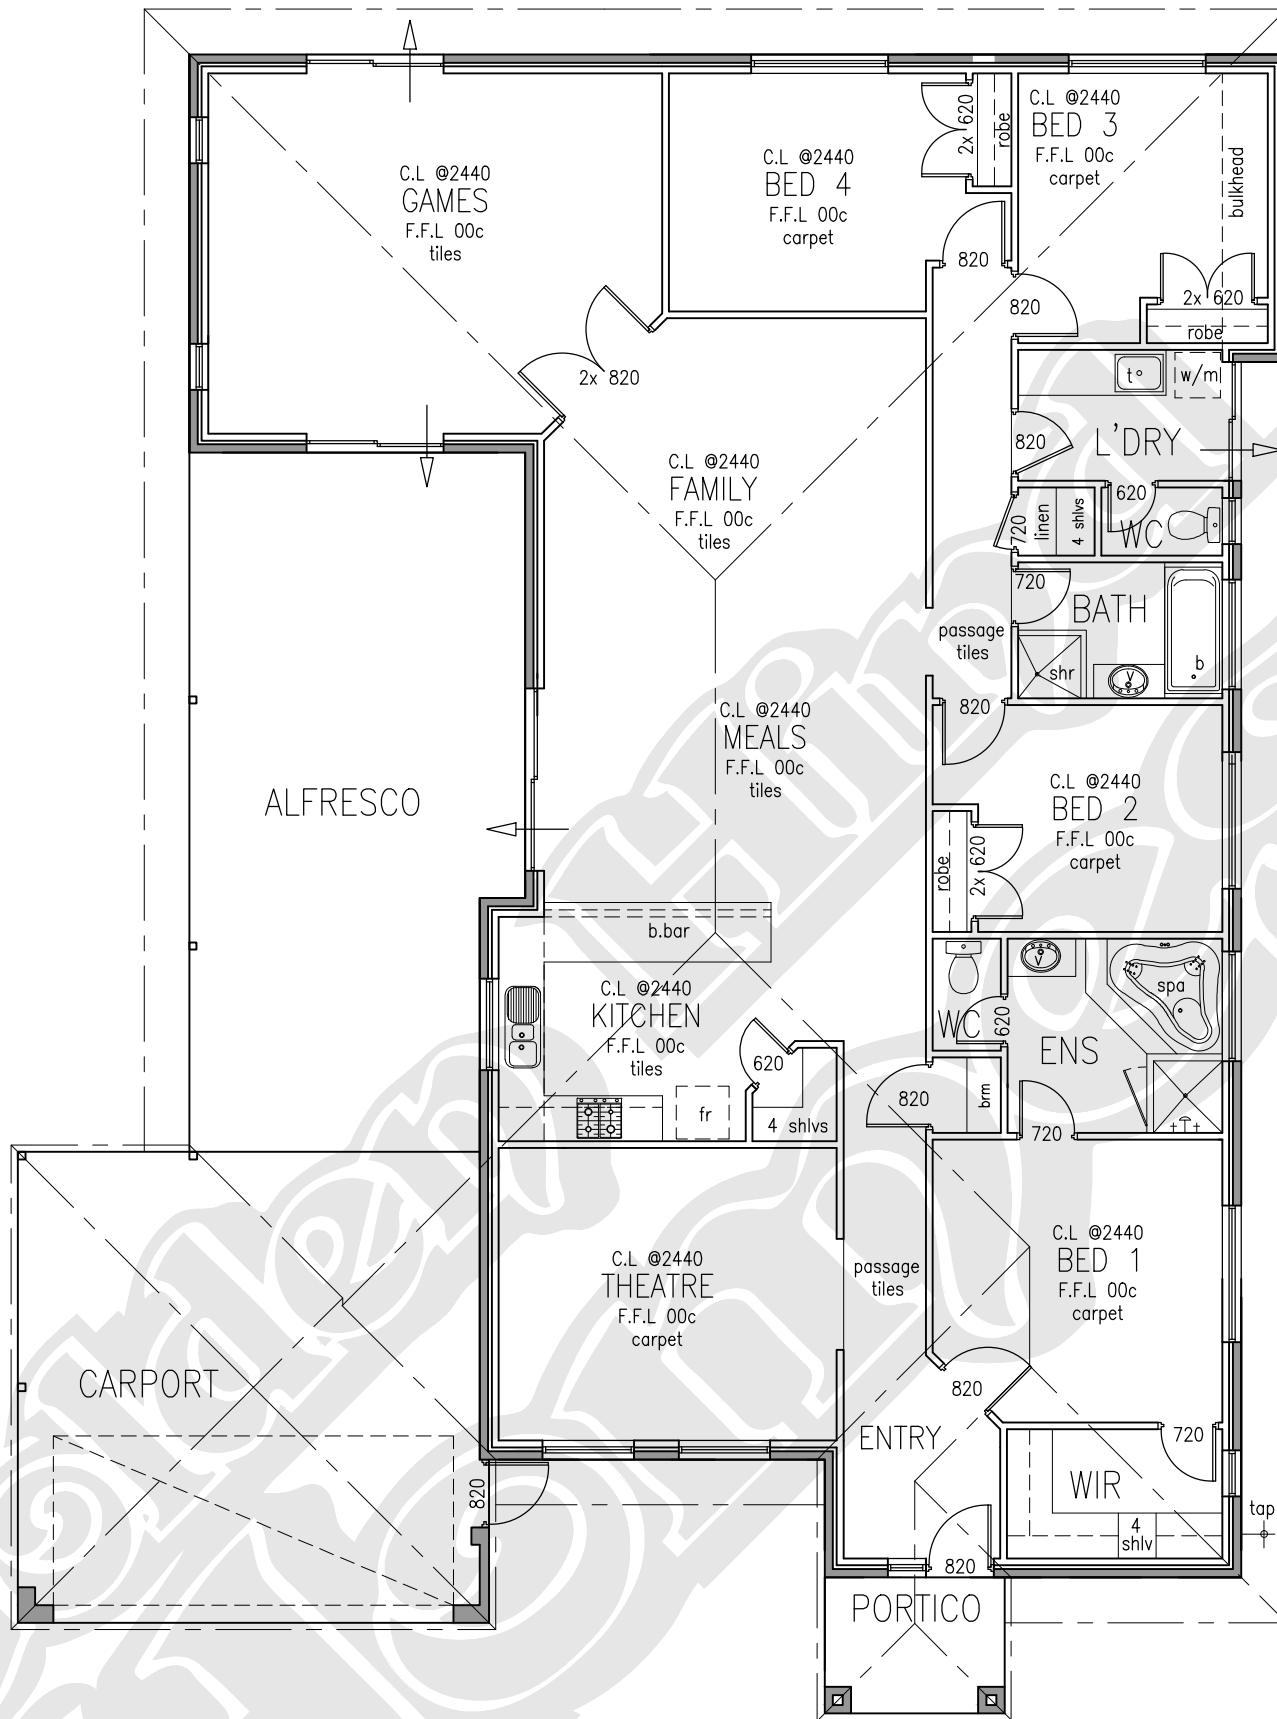 C.L @2440
GAMES
F.F.L 00c
tiles
C.L @2440
BED 4
F.F.L 00c
carpet
2x 620
robe
C.L @2440
BED 3
F.F.L 00c
carpet
bulkhead
820
820
2x 620
robe
2x 820
t
w/m
820
L'DRY
C.L @2440
FAMILY
F.F.L 00c
tiles
720
linen
4 shlvs
620
WC
720
BATH
passage
tiles
shr
v
b
820
C.L @2440
MEALS
F.F.L 00c
tiles
ALFRESCO
C.L @2440
BED 2
F.F.L 00c
carpet
robe
2x 620
b.bar
v
spa
C.L @2440
KITCHEN
F.F.L 00c
tiles
WC
620
ENS
620
fr
4 shlvs
820
brm
720
C.L @2440
THEATRE
F.F.L 00c
carpet
passage
tiles
C.L @2440
BED 1
F.F.L 00c
carpet
CARPORT
820
ENTRY
720
WIR
820
4
shlv
tap
820
PORTICO